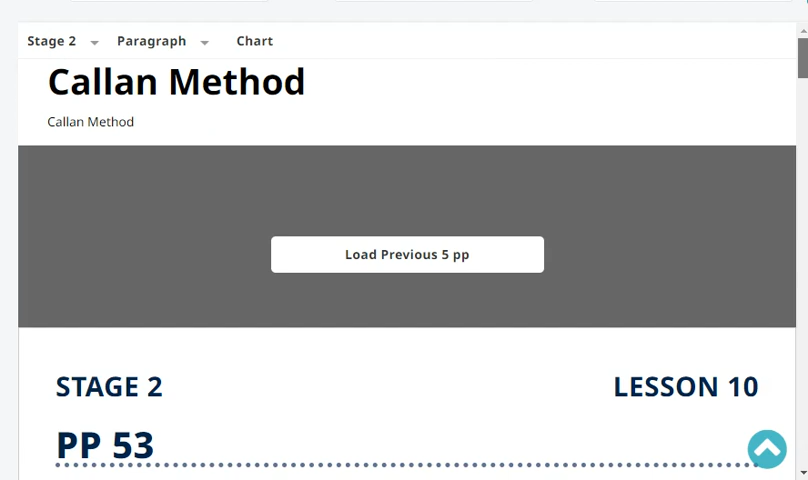 Stage 2 Paragraph Chart
Callan Method
Callan Method
Load Previous 5 pp
STAGE 2 LESSON 10
PP 53